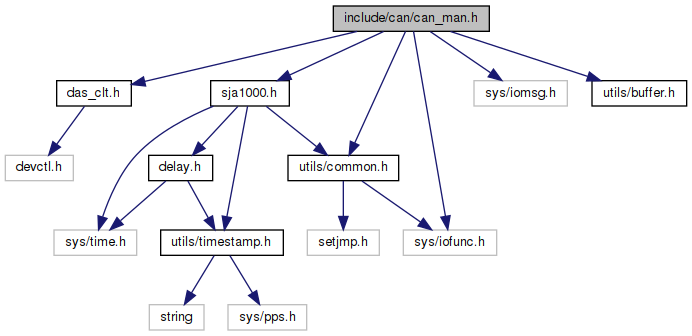 include/can/can_man.h
das_clt.h
sja1000.h
sys/iomsg.h
utils/buffer.h
devctl.h
delay.h
utils/common.h
sys/time.h
utils/timestamp.h
setjmp.h
sys/iofunc.h
string
sys/pps.h